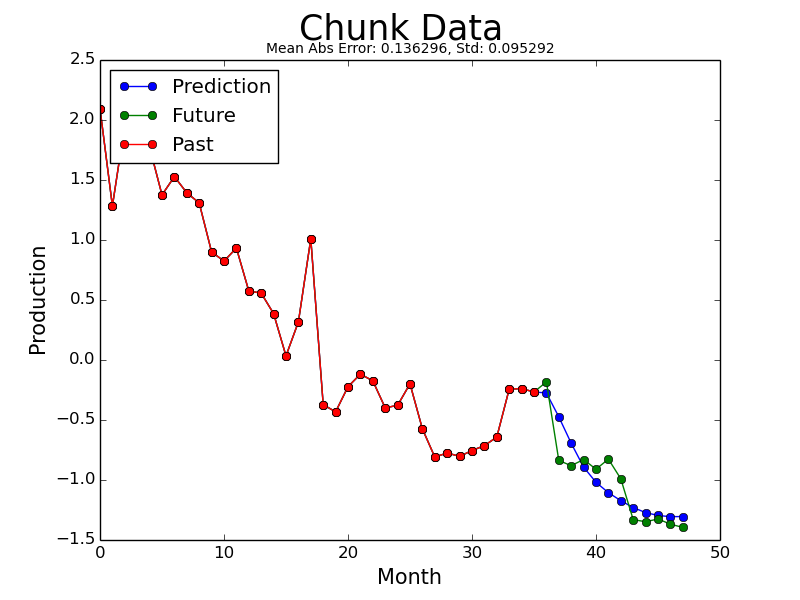 Chunk Data
Mean Abs Error: 0.136296, Std: 0.095292
2.5
2.0
1.5
1.0
0.5
0.0
−0.5
−1.0
−1.5
Prediction
Future
Past
Production
0 10 20 30 40 50
Month